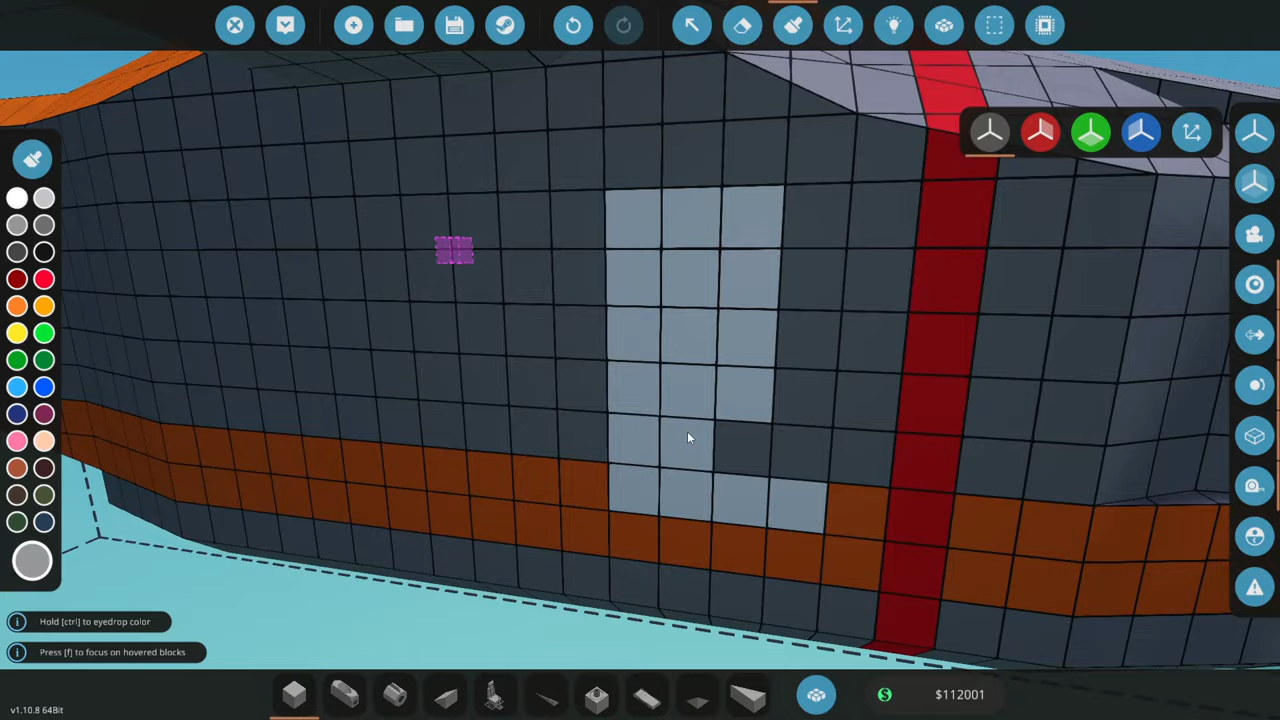 Hold [ctrl] to eyedrop color
Press [f] to focus on hovered blocks
v1.10.8 64Bit
$ $112001